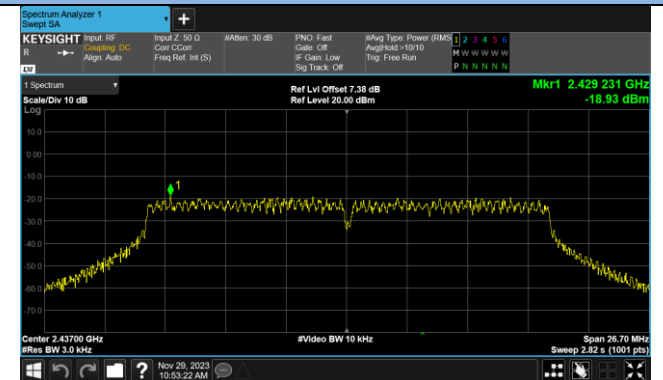 Spectrum Analyzer 1
Swept SA
+
KEYSIGHT
R
LXI
Input: RF
Coupling: DC
Align: Auto
Input Z: 50 Ω
Corr CCorr
Freq Ref: Int (S)
#Atten: 30 dB
PNO: Fast
Gate: Off
IF Gain: Low
Sig Track: Off
#Avg Type: Power (RMS
Avg|Hold:>10/10
Trig: Free Run
1 2 3 4 5 6
M W W W W W
P N N N N N
1 Spectrum
Scale/Div 10 dB
Log
Ref Lvl Offset 7.38 dB
Ref Level 20.00 dBm
Mkr1 2.429 231 GHz
-18.93 dBm
10.0
0.00
-10.0
-20.0
-30.0
-40.0
-50.0
-60.0
-70.0
1
Center 2.43700 GHz
#Res BW 3.0 kHz
#Video BW 10 kHz
Span 26.70 MHz
Sweep 2.82 s (1001 pts)
?
Nov 29, 2023
10:53:22 AM